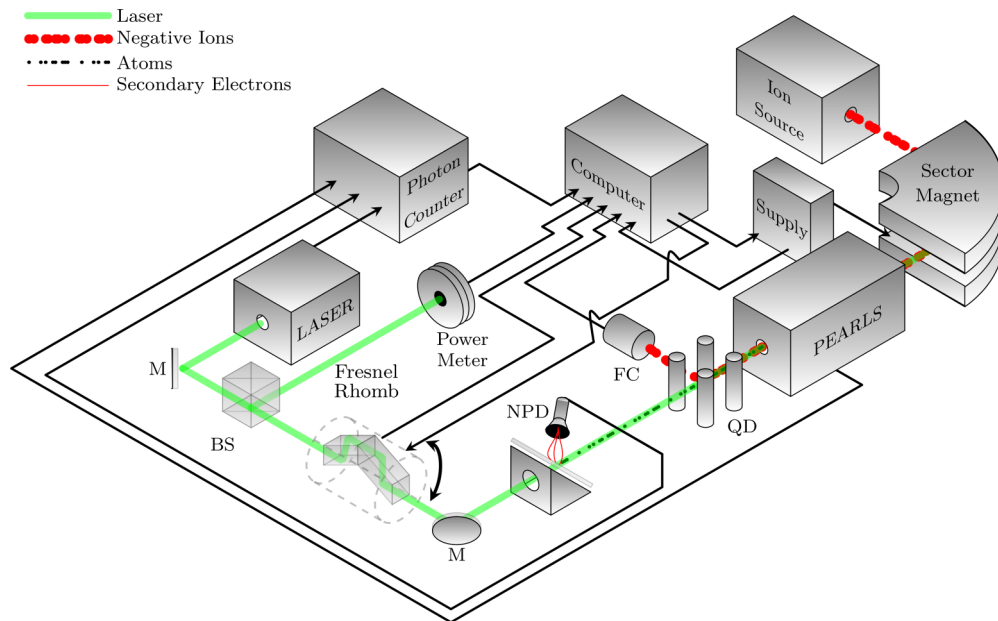 Laser
Negative Ions
Atoms
Secondary Electrons
Ion
Source
Sector
Magnet
Photon
Counter
Computer
Supply
LASER
Power
Meter
PEARLS
M
Fresnel
Rhomb
FC
NPD
QD
BS
M